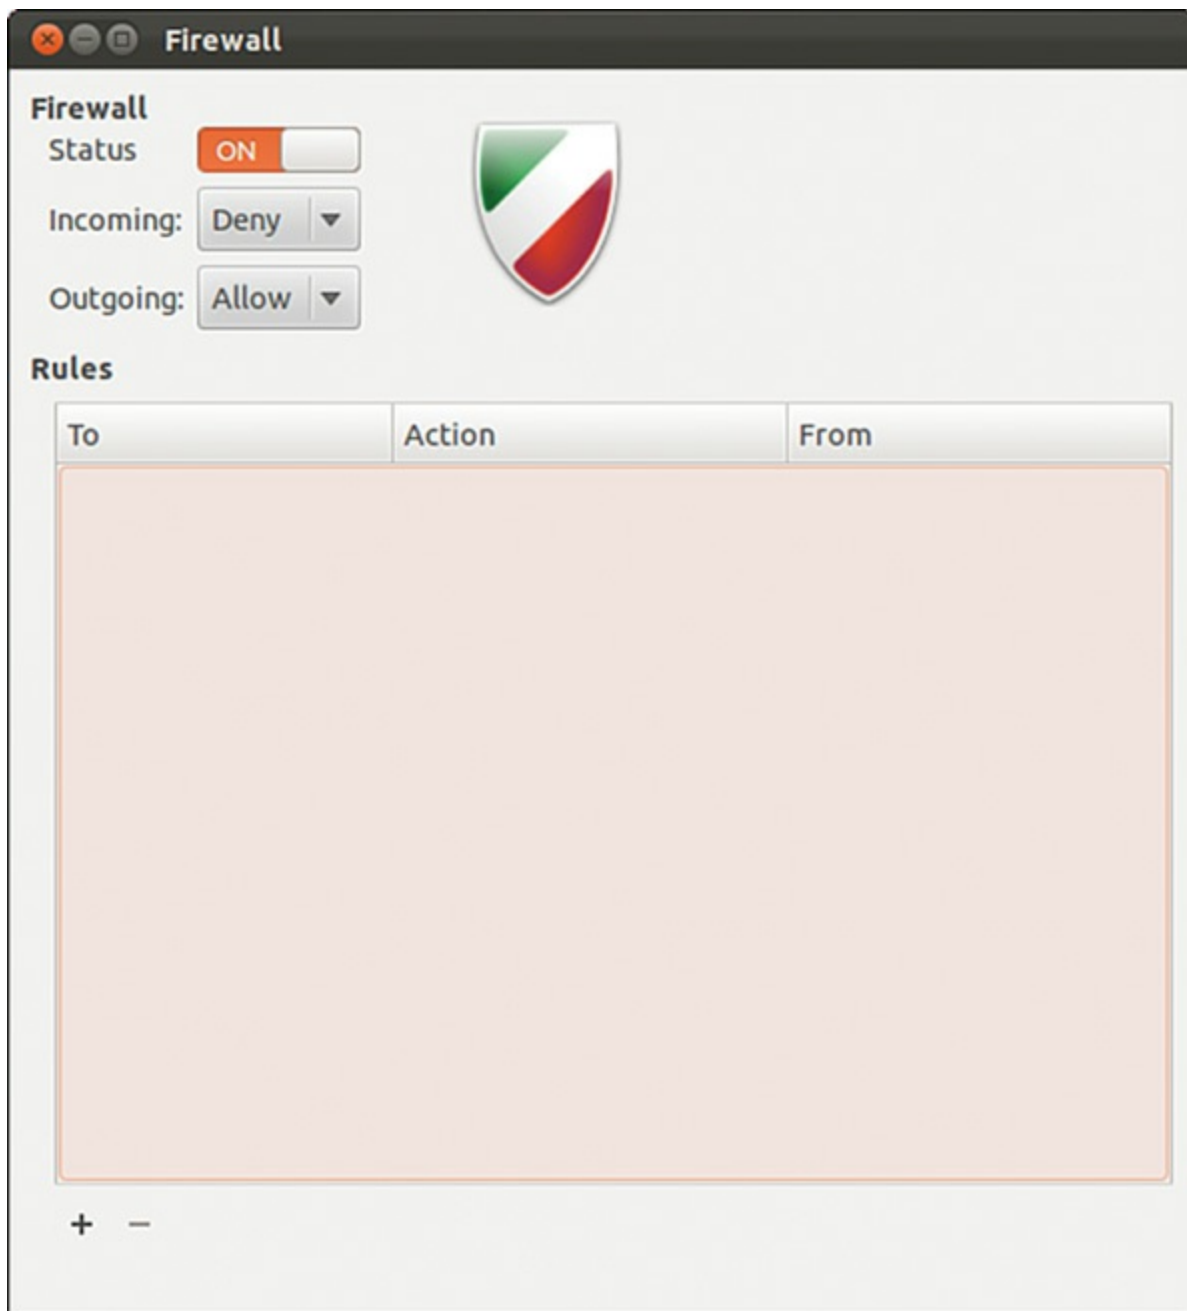 Firewall
Firewall
Status ON
Incoming: Deny
Outgoing: Allow
Rules
To Action From
+ −